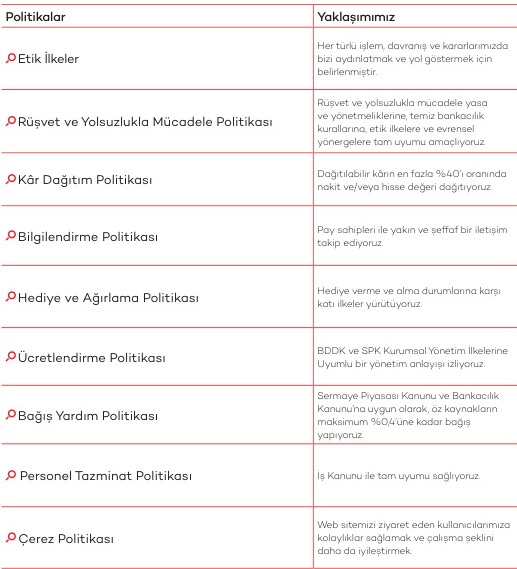 Politikalar
Yaklaşımımız
Etik İlkeler
Her türlü işlem, davranış ve kararlarımızda
bizi aydınlatmak ve yol göstermek için
belirlenmiştir.
Rüşvet ve Yolsuzlukla Mücadele Politikası
Rüşvet ve yolsuzlukla mücadele yasa
ve yönetmeliklerine, temiz bankacılık
kurallarına, etik ilkelere ve evrensel
yönergelere tam uyumu amaçlıyoruz.
Kâr Dağıtım Politikası
Dağıtılabilir kârın en fazla %40'ı oranında
nakit ve/veya hisse değeri dağıtıyoruz.
Bilgilendirme Politikası
Pay sahipleri ile yakın ve şeffaf bir iletişim
takip ediyoruz.
Hediye ve Ağırlama Politikası
Hediye verme ve alma durumlarına karşı
katı ilkeler yürütüyoruz.
Ücretlendirme Politikası
BDDK ve SPK Kurumsal Yönetim İlkelerine
Uyumlu bir yönetim anlayışı izliyoruz.
Bağış Yardım Politikası
Sermaye Piyasası Kanunu ve Bankacılık
Kanunu'na uygun olarak, öz kaynakların
maksimum %0,4'üne kadar bağış
yapıyoruz.
Personel Tazminat Politikası
İş Kanunu ile tam uyumu sağlıyoruz.
Çerez Politikası
Web sitemizi ziyaret eden kullanıcılarımıza
kolaylıklar sağlamak ve çalışma şeklini
daha da iyileştirmek.